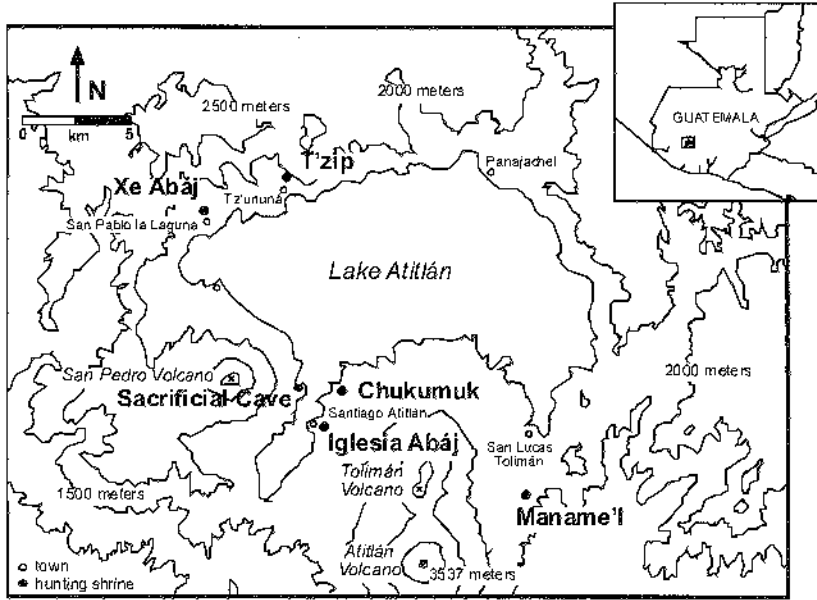 N
0
5
km
2500 meters
2000 meters
GUATEMALA
T'zip
Panajachel
Xe Abáj
Tz'ununá
San Pablo la Laguna
Lake Atitlán
San Pedro Volcano
2000 meters
Sacrificial Cave
Chukumuk
Santiago Atitlán
Iglesia Abáj
San Lucas
Tolimán
Tolimán
Volcano
1500 meters
Maname'l
Atitlán
Volcano
3537 meters
town
hunting shrine